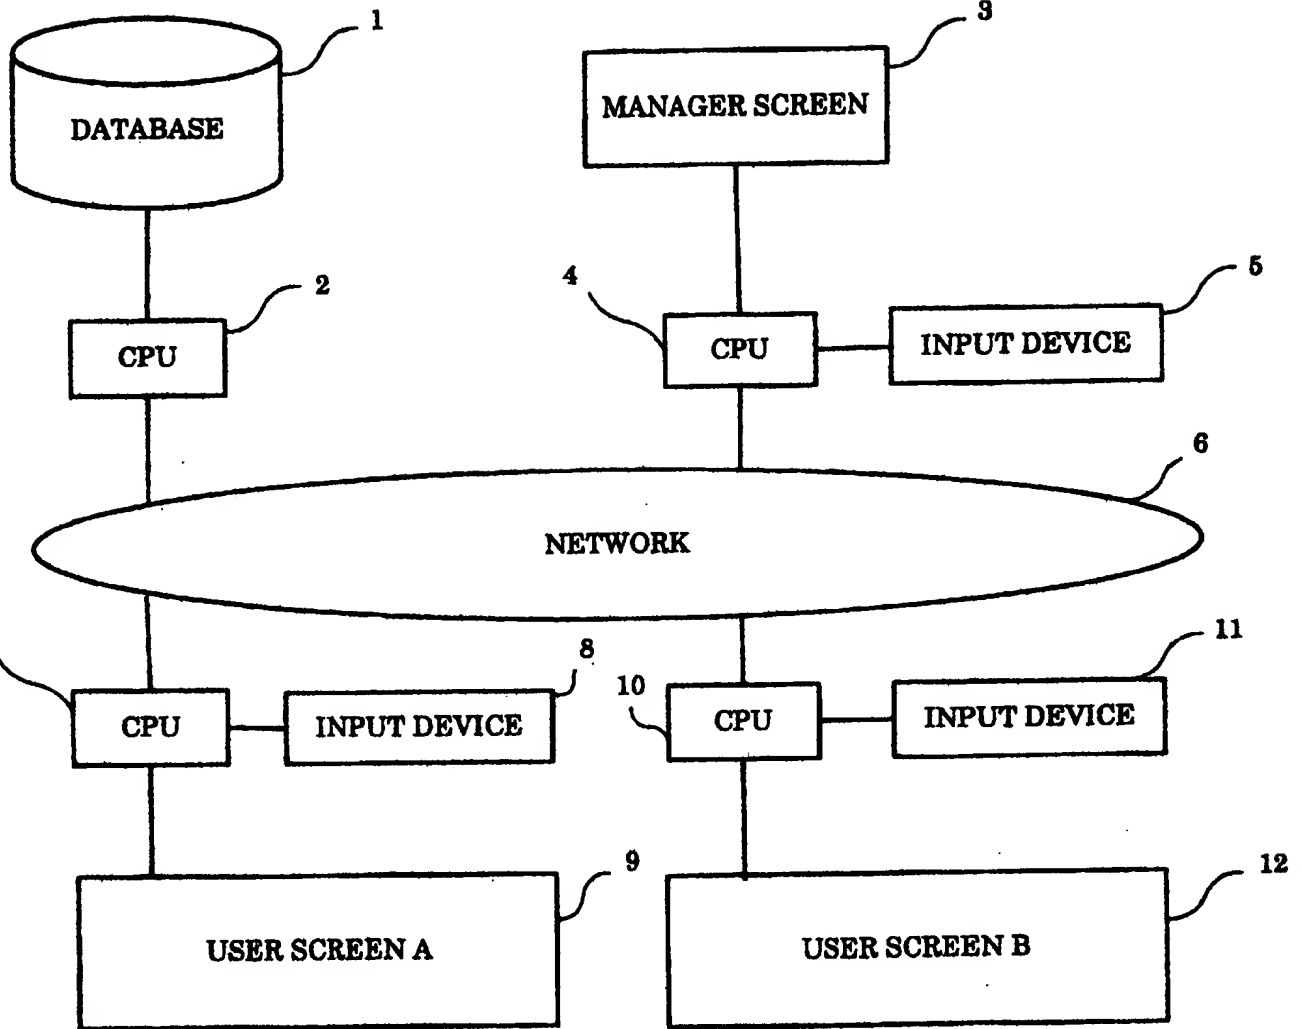 1
3
DATABASE
MANAGER SCREEN
2
4
5
CPU
CPU
INPUT DEVICE
6
NETWORK
8
10
11
CPU
INPUT DEVICE
CPU
INPUT DEVICE
9
12
USER SCREEN A
USER SCREEN B